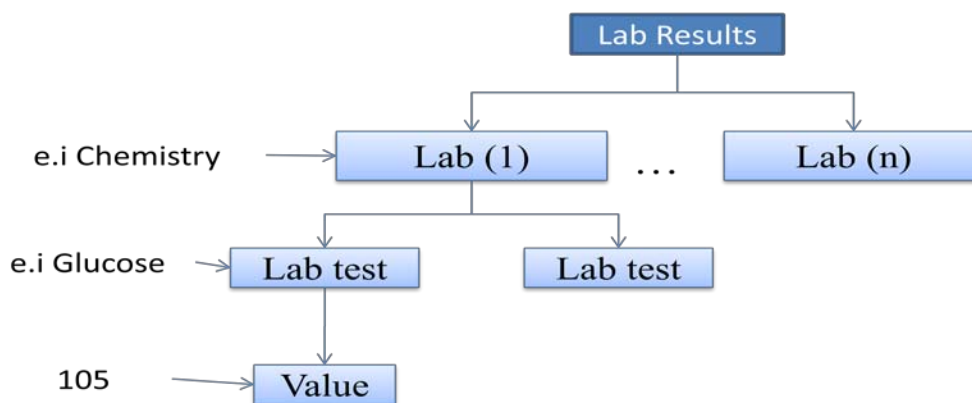 Lab Results
e.i Chemistry
Lab (1)
...
Lab (n)
e.i Glucose
Lab test
Lab test
105
Value